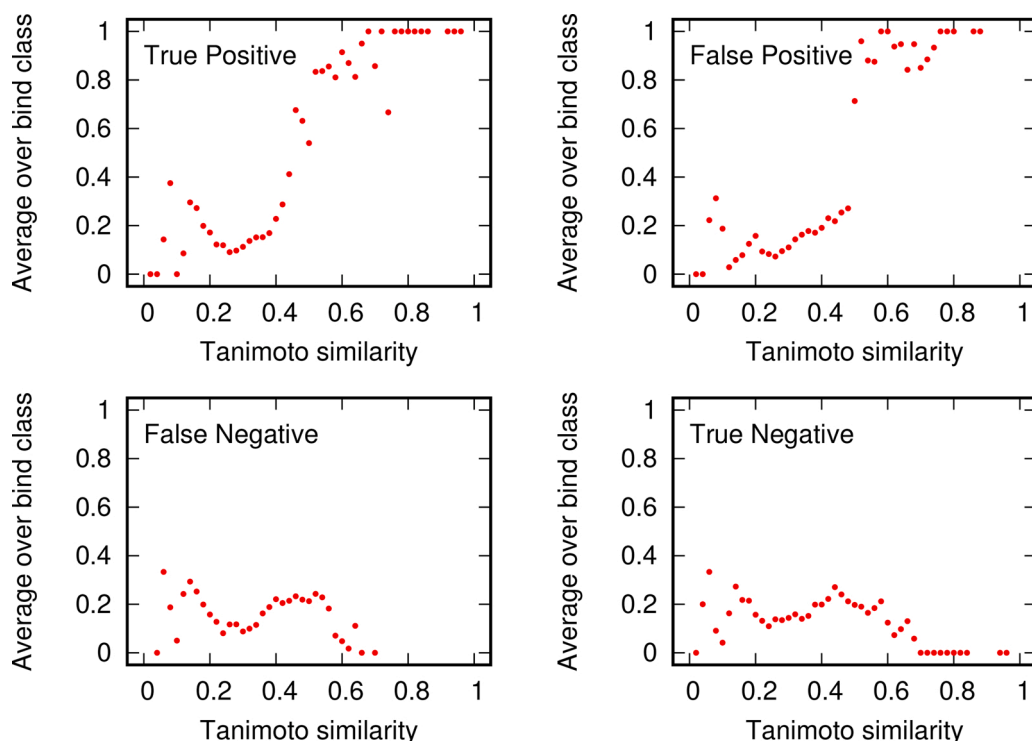 True Positive
Average over bind class
1
0.8
0.6
0.4
0.2
0
0 0.2 0.4 0.6 0.8 1
Tanimoto similarity
False Positive
Average over bind class
1
0.8
0.6
0.4
0.2
0
0 0.2 0.4 0.6 0.8 1
Tanimoto similarity
False Negative
Average over bind class
1
0.8
0.6
0.4
0.2
0
0 0.2 0.4 0.6 0.8 1
Tanimoto similarity
True Negative
Average over bind class
1
0.8
0.6
0.4
0.2
0
0 0.2 0.4 0.6 0.8 1
Tanimoto similarity